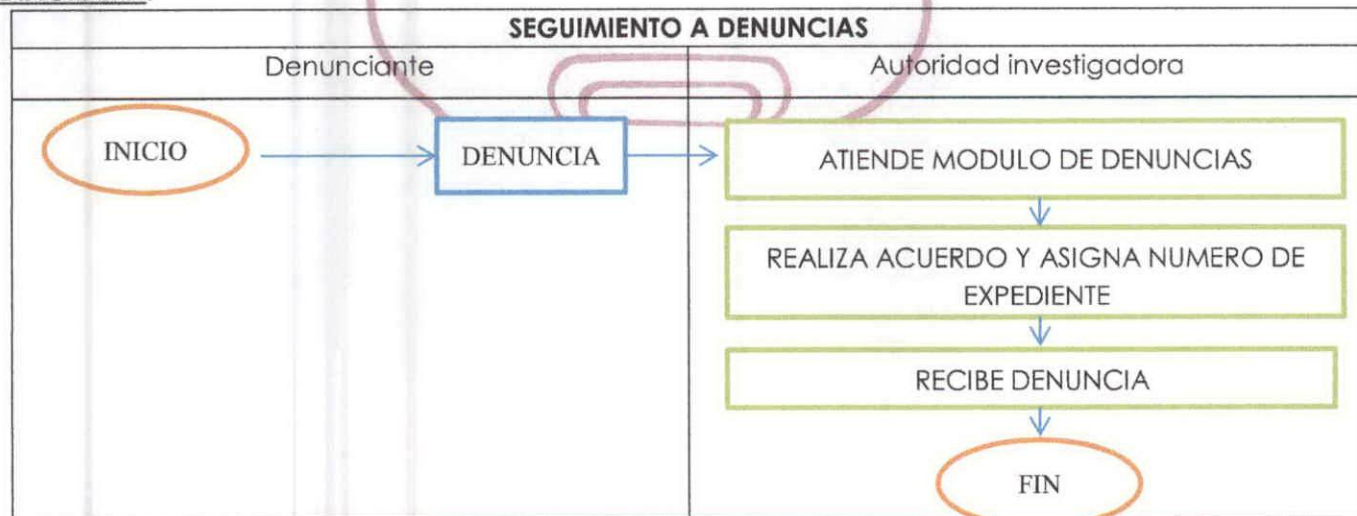 SEGUIMIENTO A DENUNCIAS
Denunciante
Autoridad investigadora
INICIO
DENUNCIA
ATIENDE MODULO DE DENUNCIAS
REALIZA ACUERDO Y ASIGNA NUMERO DE
EXPEDIENTE
RECIBE DENUNCIA
FIN